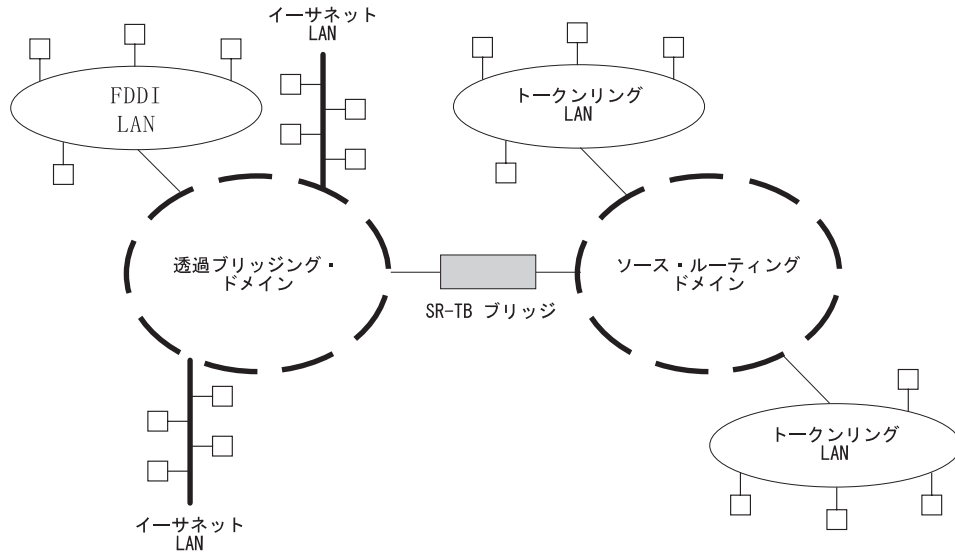 イーサネット
LAN
FDDI
LAN
トークンリング
LAN
透過ブリッジング・
ドメイン
SR-TB ブリッジ
ソース・ルーティング
ドメイン
トークンリング
LAN
イーサネット
LAN